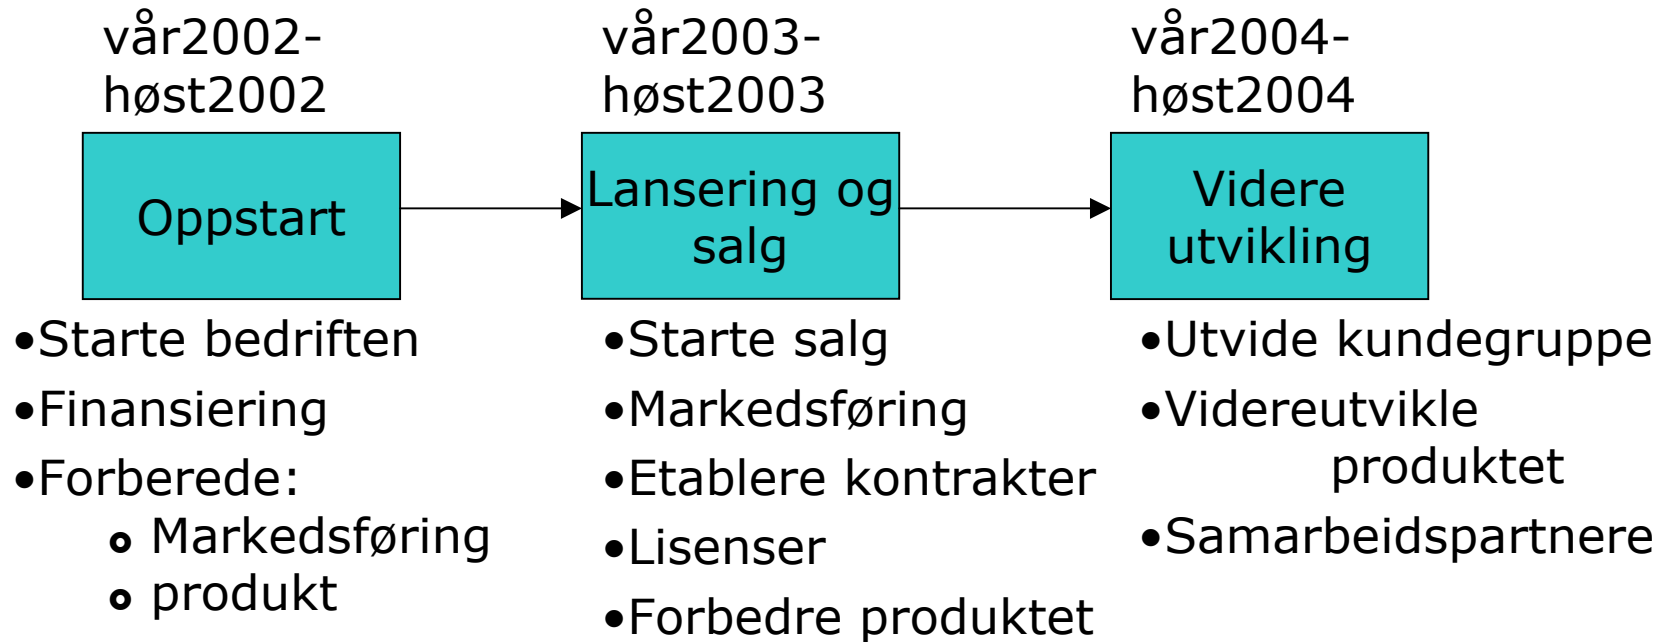 vår2002-
høst2002
Oppstart
•Starte bedriften
•Finansiering
•Forberede:
o Markedsføring
o produkt
vår2003-
høst2003
Lansering og
salg
•Starte salg
•Markedsføring
•Etablere kontrakter
•Lisenser
•Forbedre produktet
vår2004-
høst2004
Videre
utvikling
•Utvide kundegruppe
•Videreutvikle
produktet
•Samarbeidspartnere